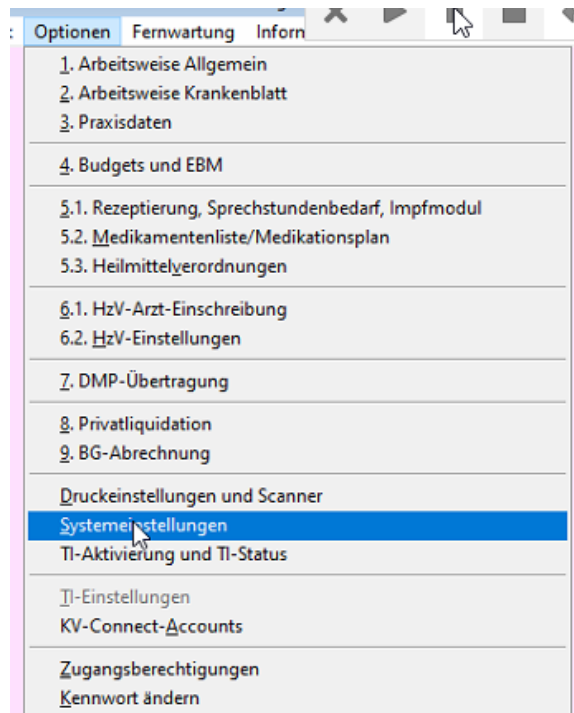 Optionen Fernwartung Inforn
1. Arbeitsweise Allgemein
2. Arbeitsweise Krankenblatt
3. Praxisdaten
4. Budgets und EBM
5.1. Rezeptierung, Sprechstundenbedarf, Impfmodul
5.2. Medikamentenliste/Medikationsplan
5.3. Heilmittelverordnungen
6.1. HzV-Arzt-Einschreibung
6.2. HzV-Einstellungen
7. DMP-Übertragung
8. Privatliquidation
9. BG-Abrechnung
Druckeinstellungen und Scanner
Systemeinstellungen
TI-Aktivierung und TI-Status
TI-Einstellungen
KV-Connect-Accounts
Zugangsberechtigungen
Kennwort ändern